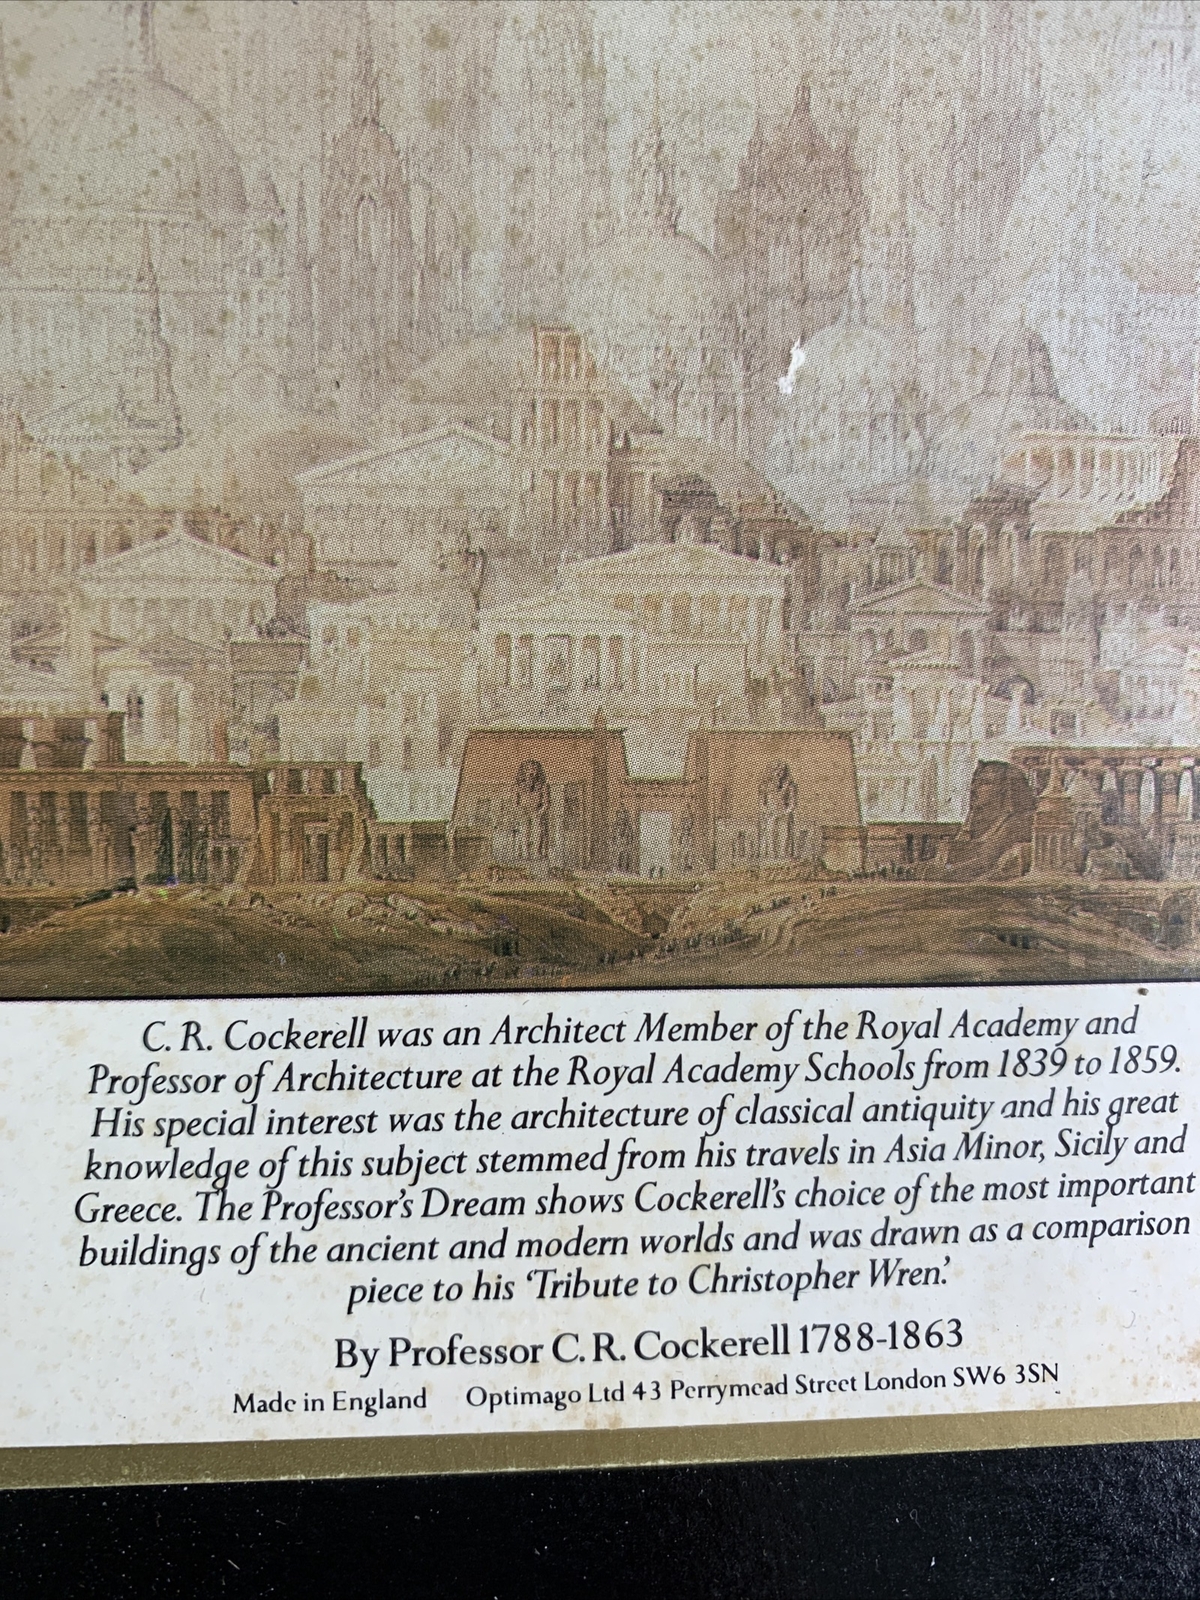 C. R. Cockerell was an Architect Member of the Royal Academy and
Professor of Architecture at the Royal Academy Schools from 1839 to 1859.
His special interest was the architecture of classical antiquity and his great
knowledge of this subject stemmed from his travels in Asia Minor, Sicily and
Greece. The Professor's Dream shows Cockerell's choice of the most important
buildings of the ancient and modern worlds and was drawn as a comparison
piece to his ‘Tribute to Christopher Wren.’
By Professor C. R. Cockerell 1788-1863
Made in England Optimago Ltd 43 Perrymead Street London SW6 3SN